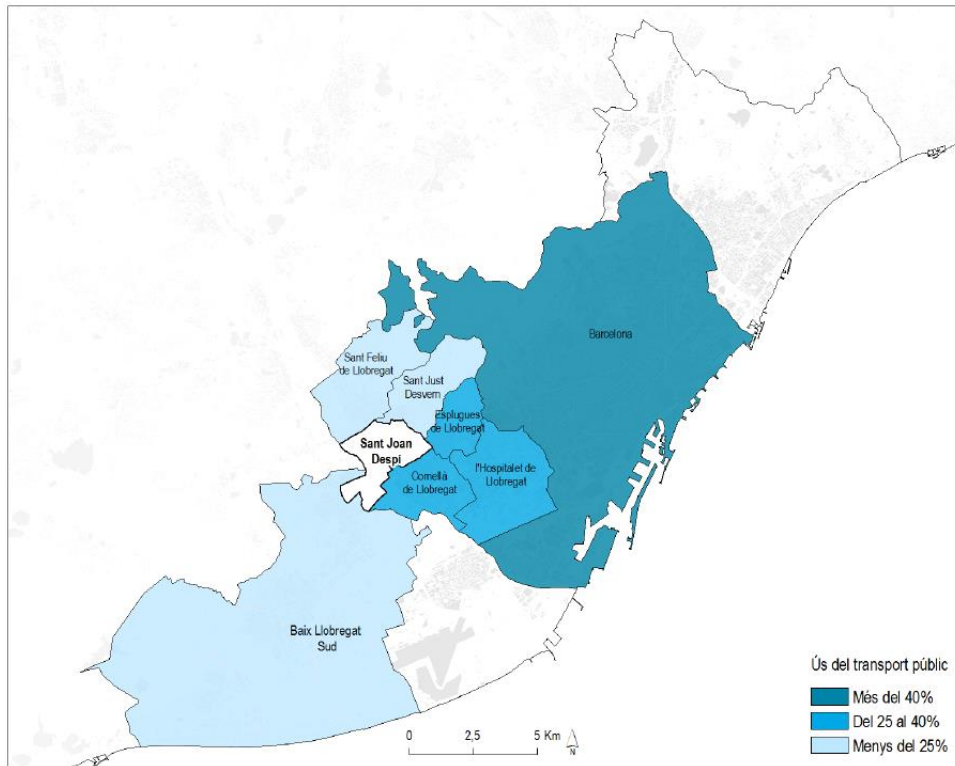 Barcelona
Sant Feliu
de Llobregat
Sant Just
Desvern
Esplugues
de Llobregat
Sant Joan
Despí
l'Hospitalet de
Llobregat
Cornellà
de Llobregat
Baix Llobregat
Sud
Ús del transport públic
Més del 40%
Del 25 al 40%
Menys del 25%
0 2,5 5 Km
N